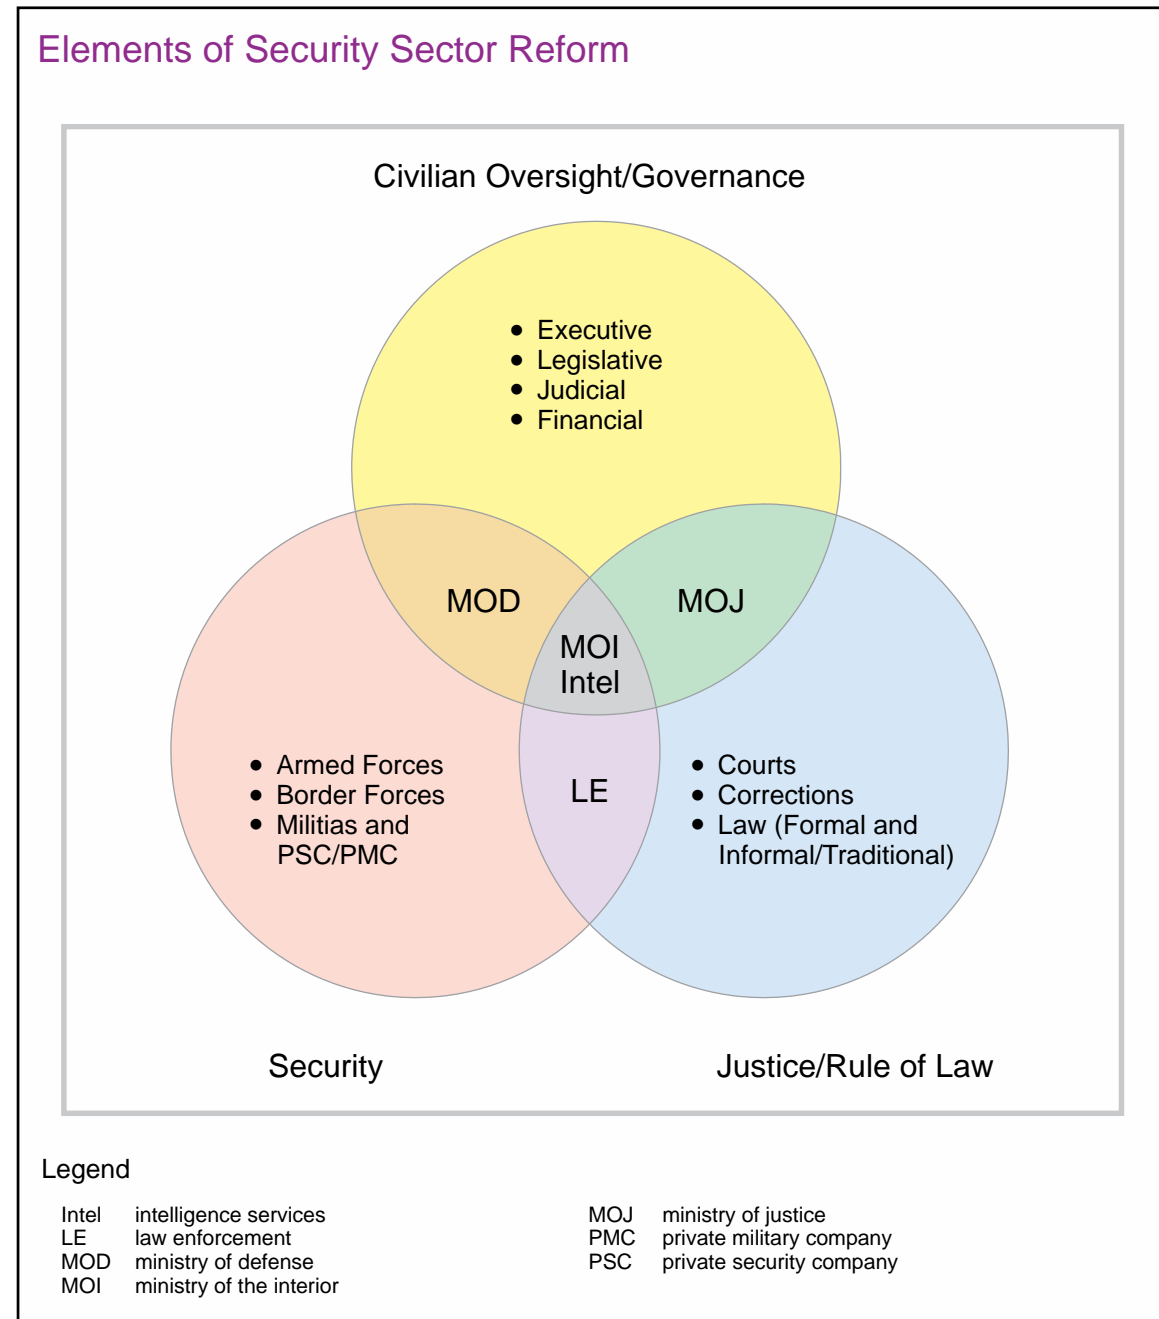 Elements of Security Sector Reform
Civilian Oversight/Governance
• Executive
• Legislative
• Judicial
• Financial
MOD
MOJ
MOI
Intel
• Armed Forces
• Border Forces
• Militias and
PSC/PMC
LE
• Courts
• Corrections
• Law (Formal and
Informal/Traditional)
Security
Justice/Rule of Law
Legend
Intel intelligence services
LE law enforcement
MOD ministry of defense
MOI ministry of the interior
MOJ ministry of justice
PMC private military company
PSC private security company